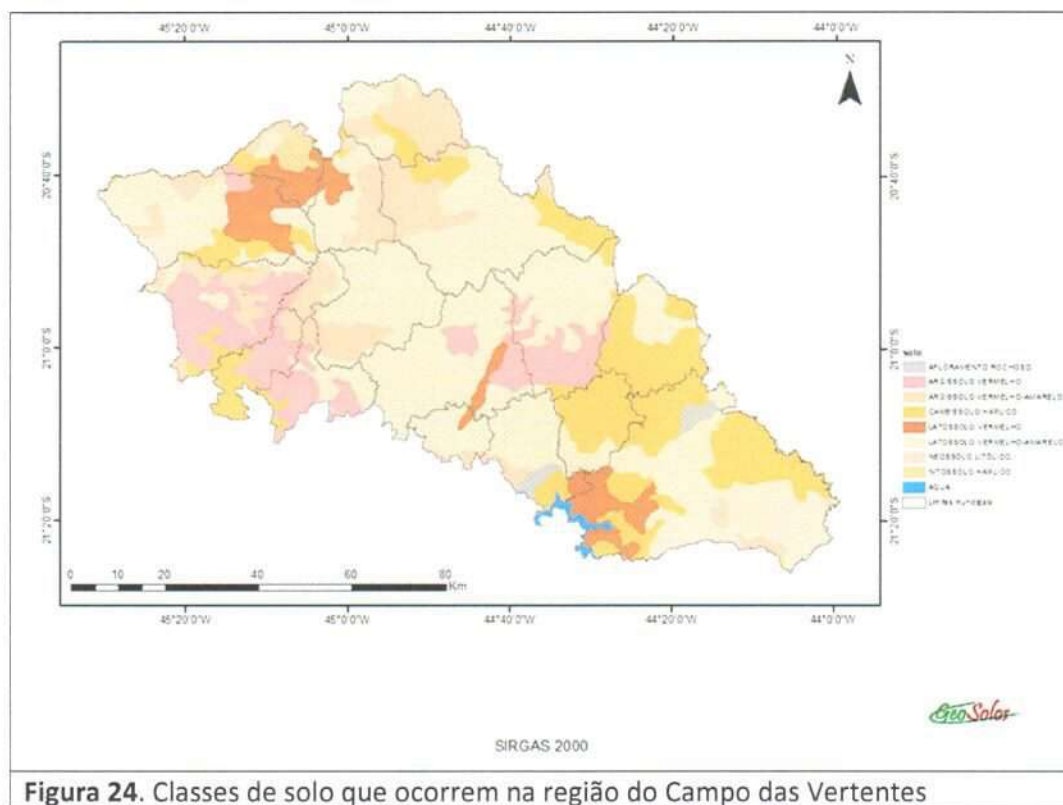 45°20'0"W 45°0'0"W 44°40'0"W 44°20'0"W 44°0'0"W
N
20°40'0"S 20°40'0"S
21°0'0"S 21°0'0"S
21°20'0"S 21°20'0"S
AFLORAMENTO ROCHOSO
ARGISSOLO VERMELHO
ARGISSOLO VERMELHO-AMARELO
CAMBISSOLO HÁPLICO
LATOSSOLO VERMELHO
LATOSSOLO VERMELHO-AMARELO
NEOSSOLO LITÓLICO
NITOSSOLO HÁPLICO
AGUA
Limites municipais
0 10 20 40 60 80
Km
45°20'0"W 45°0'0"W 44°40'0"W 44°20'0"W 44°0'0"W
GeoSolos
SIRGAS 2000
Figura 24. Classes de solo que ocorrem na região do Campo das Vertentes